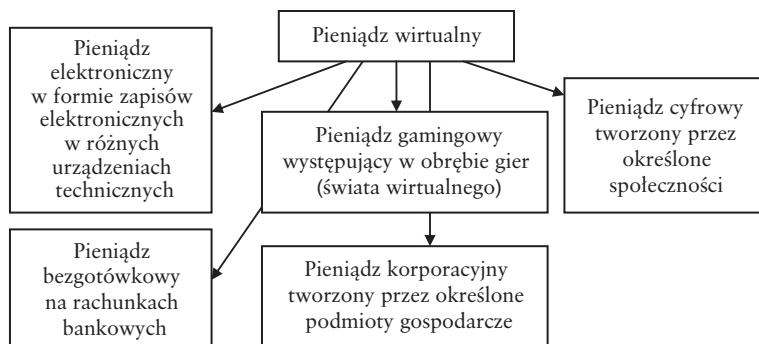 Pieniądz wirtualny
Pieniądz
elektroniczny
w formie zapisów
elektronicznych
w różnych
urządzeniach
technicznych
Pieniądz gamingowy
występujący w obrębie gier
(świata wirtualnego)
Pieniądz cyfrowy
tworzony przez
określone
społeczności
Pieniądz
bezgotówkowy
na rachunkach
bankowych
Pieniądz korporacyjny
tworzony przez określone
podmioty gospodarcze